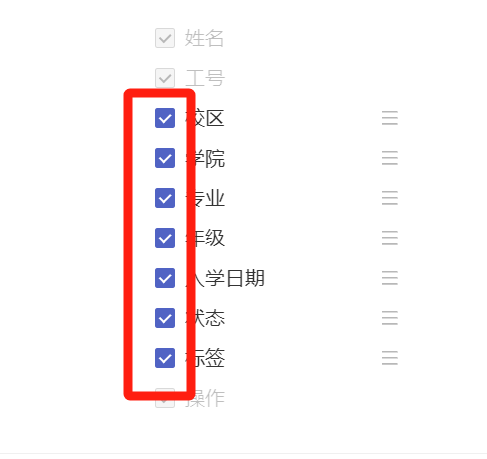 姓名
工号
校区
学院
专业
年级
入学日期
状态
标签
操作